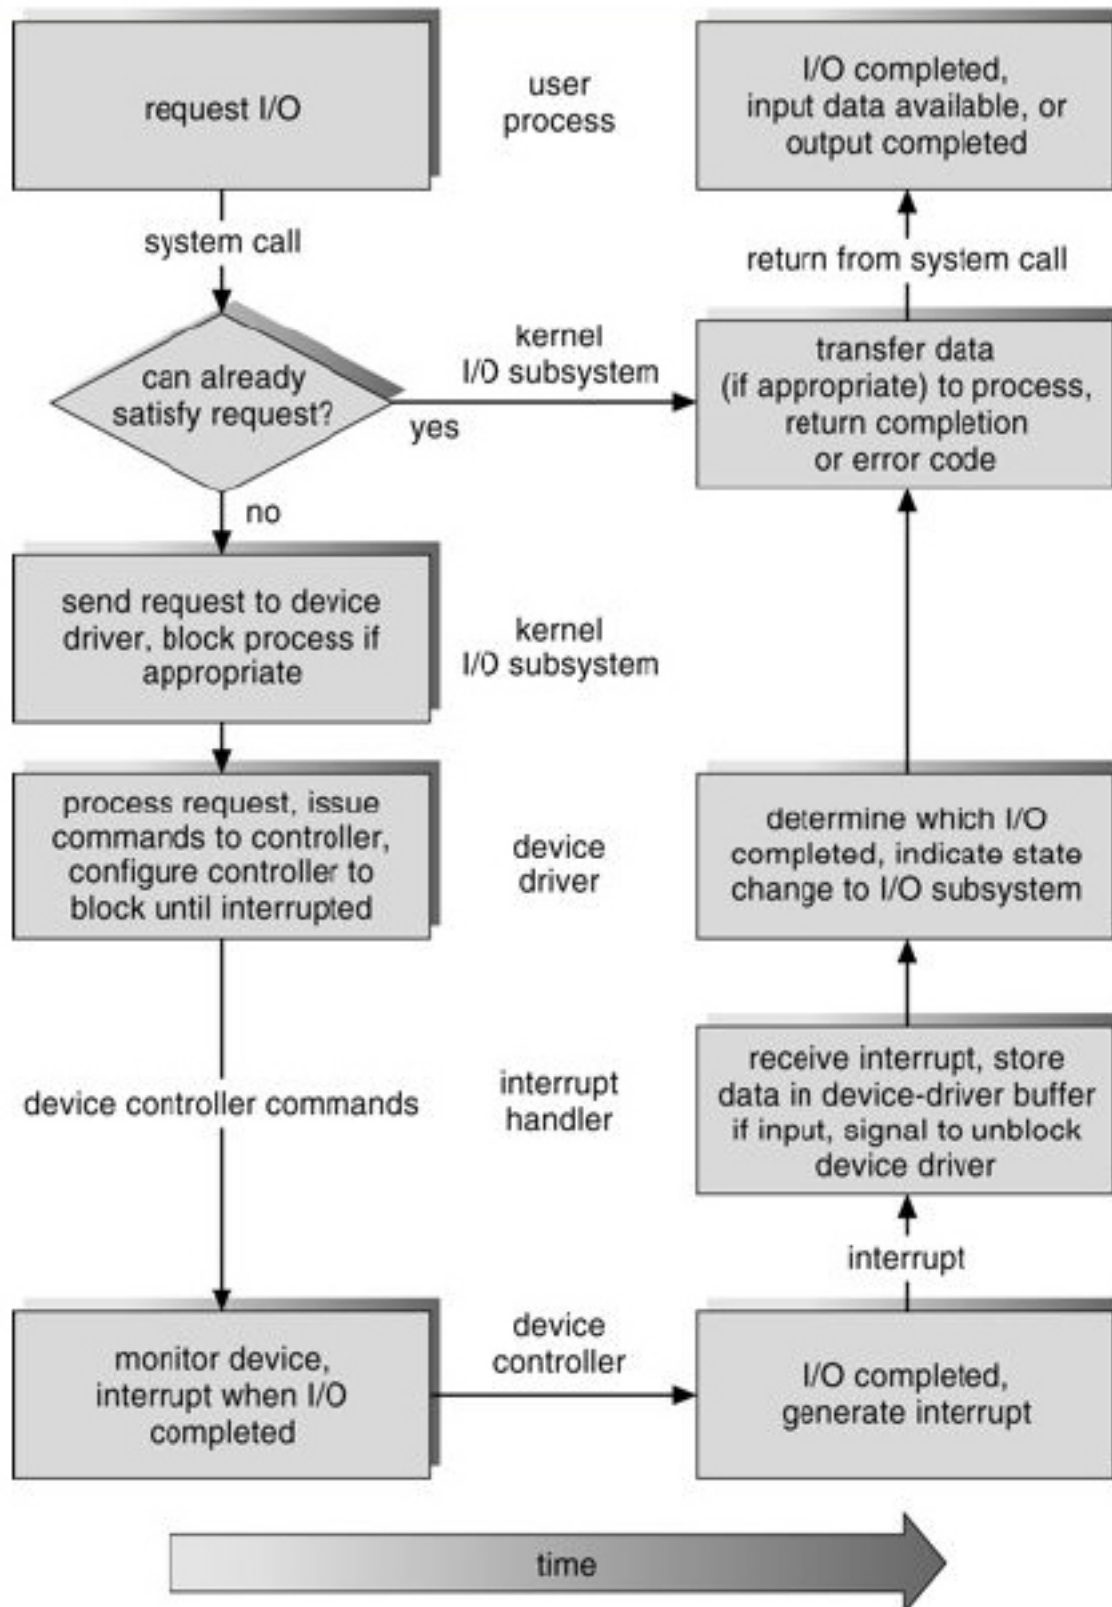 request I/O
user
process
I/O completed,
input data available, or
output completed
system call
return from system call
can already
satisfy request?
yes
no
kernel
I/O subsystem
transfer data
(if appropriate) to process,
return completion
or error code
send request to device
driver, block process if
appropriate
kernel
I/O subsystem
process request, issue
commands to controller,
configure controller to
block until interrupted
device
driver
determine which I/O
completed, indicate state
change to I/O subsystem
device controller commands
interrupt
handler
receive interrupt, store
data in device-driver buffer
if input, signal to unblock
device driver
interrupt
monitor device,
interrupt when I/O
completed
device
controller
I/O completed,
generate interrupt
time